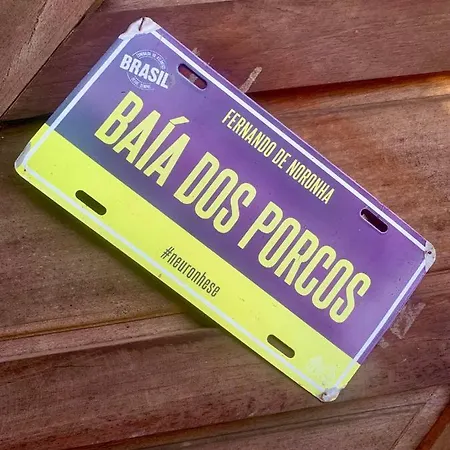 BRASIL
FERNANDO DE NORONHA
BAÍA DOS PORCOS
#neuronhese